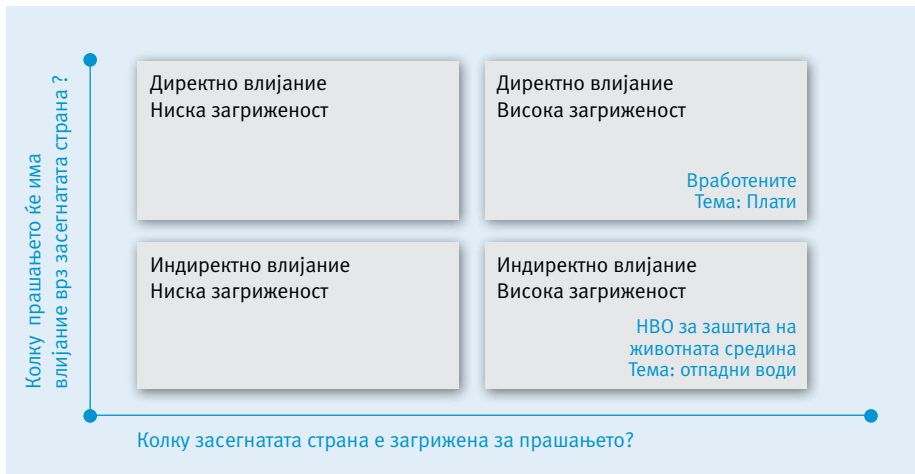 Колку прашањето ќе има
влијание врз засегнатата страна ?
Директно влијание
Ниска загриженост
Директно влијание
Висока загриженост
Вработените
Тема: Плати
Индиректно влијание
Ниска загриженост
Индиректно влијание
Висока загриженост
НВО за заштита на
животната средина
Тема: отпадни води
Колку засегнатата страна е загрижена за прашањето?